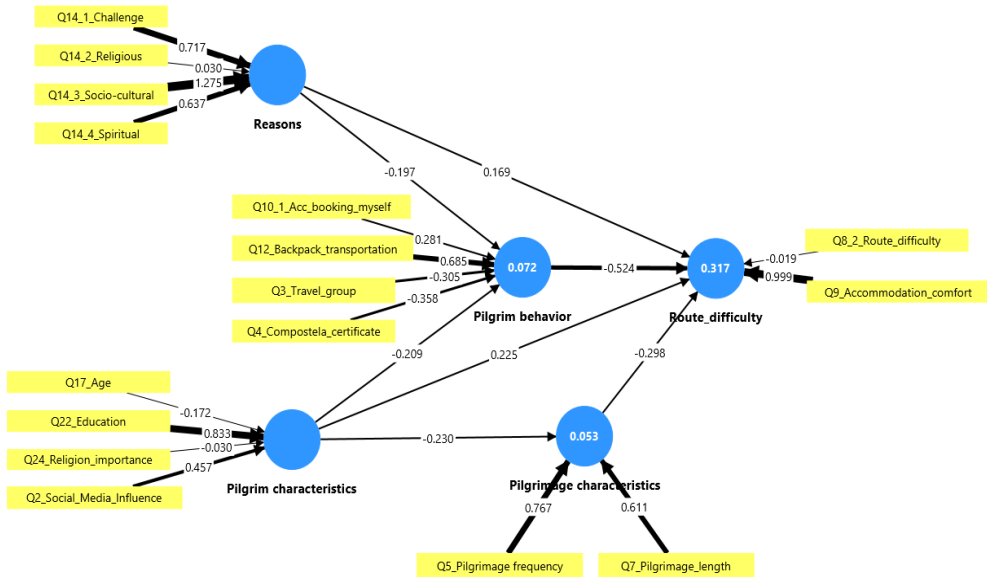 Q14_1_Challenge
0.717
Q14_2_Religious
0.030
Q14_3_Socio-cultural
1.275
0.637
Q14_4_Spiritual
Reasons
-0.197
0.169
Q10_1_Acc_booking_myself
0.281
Q12_Backpack_transportation
0.685
Q3_Travel_group
-0.305
-0.358
Q4_Compostela_certificate
0.072
Pilgrim behavior
-0.524
0.317
Route_difficulty
Q8_2_Route_difficulty
-0.019
0.999
Q9_Accommodation_comfort
-0.209
0.225
-0.298
Q17_Age
-0.172
Q22_Education
0.833
-0.030
Q24_Religion_importance
0.457
Q2_Social_Media_Influence
Pilgrim characteristics
-0.230
0.053
Pilgrimage characteristics
0.767
0.611
Q5_Pilgrimage frequency
Q7_Pilgrimage_length